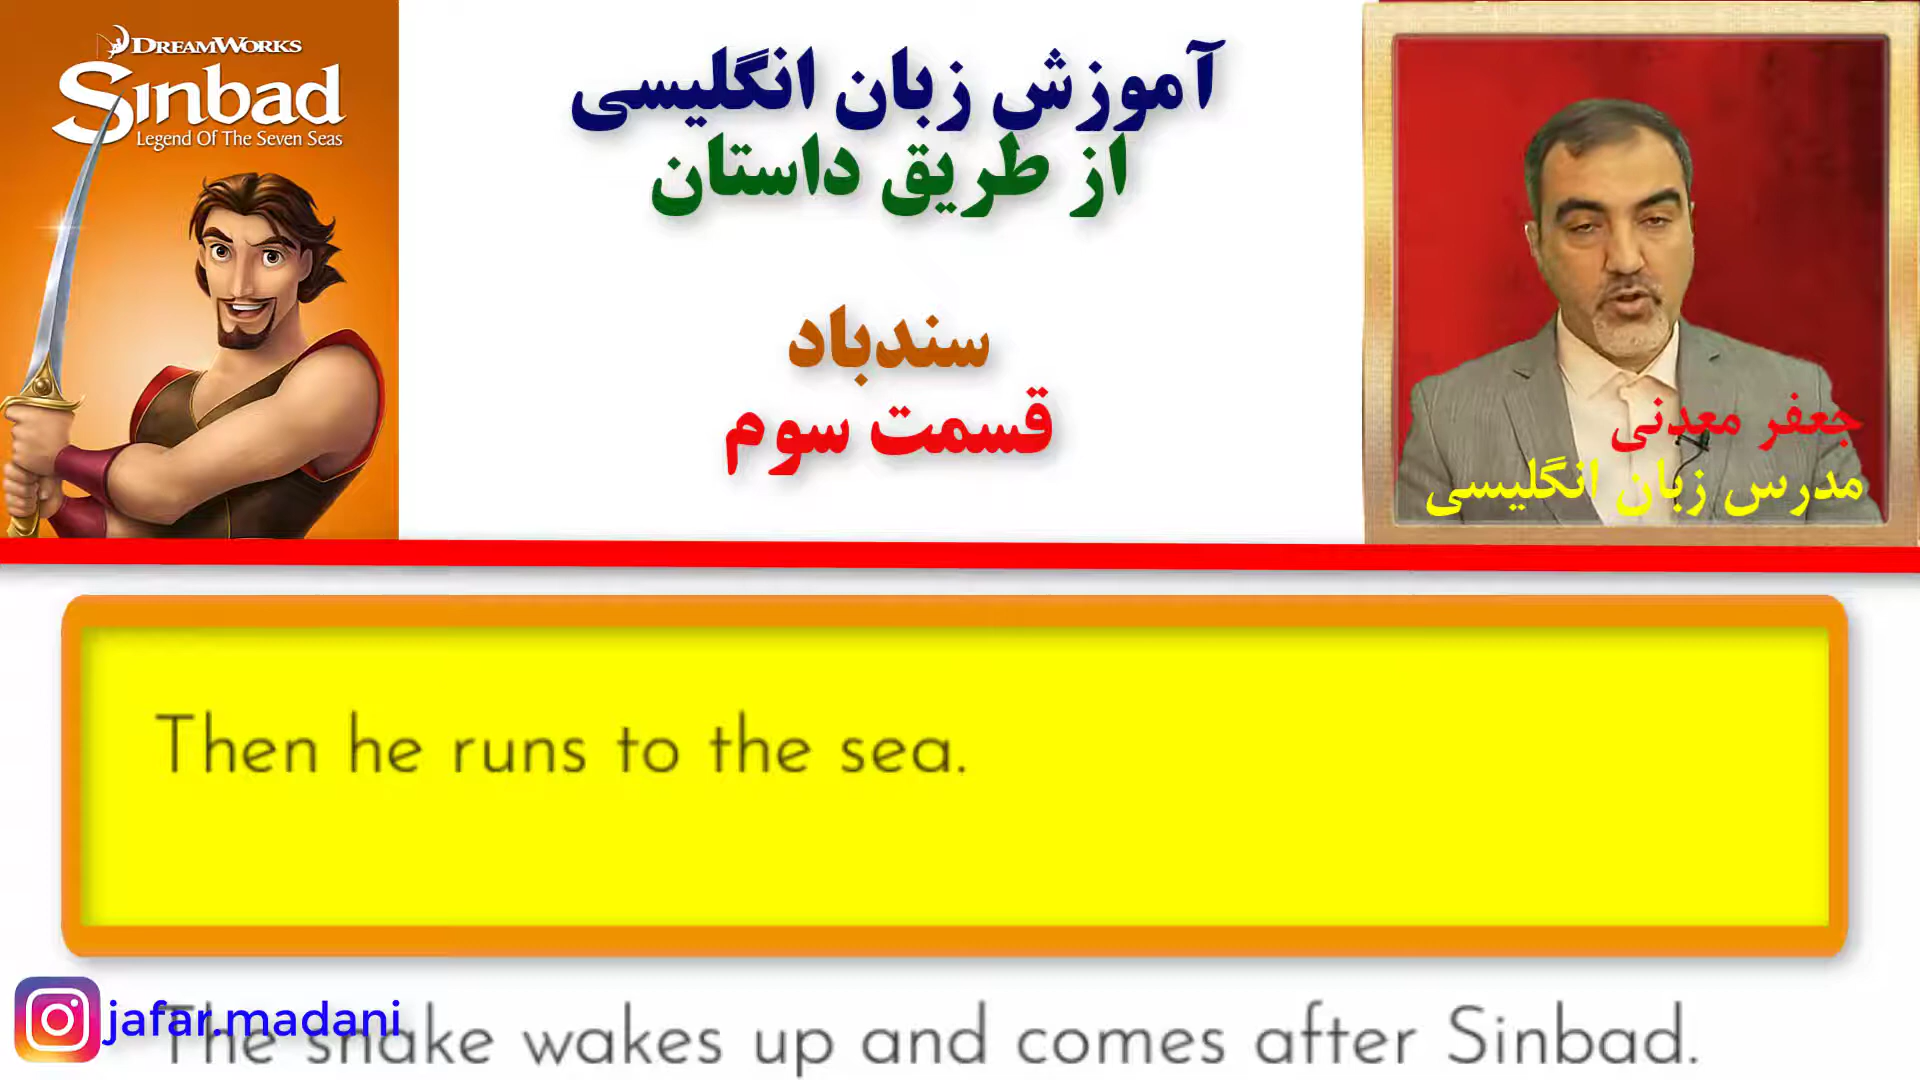 DREAMWORKS
Sinbad
Legend Of The Seven Seas
آموزش زبان انگلیسی
از طریق داستان
سندباد
قسمت سوم
جعفر معدنی
مدرس زبان انگلیسی
Then he runs to the sea.
jafar.madani
The snake wakes up and comes after Sinbad.